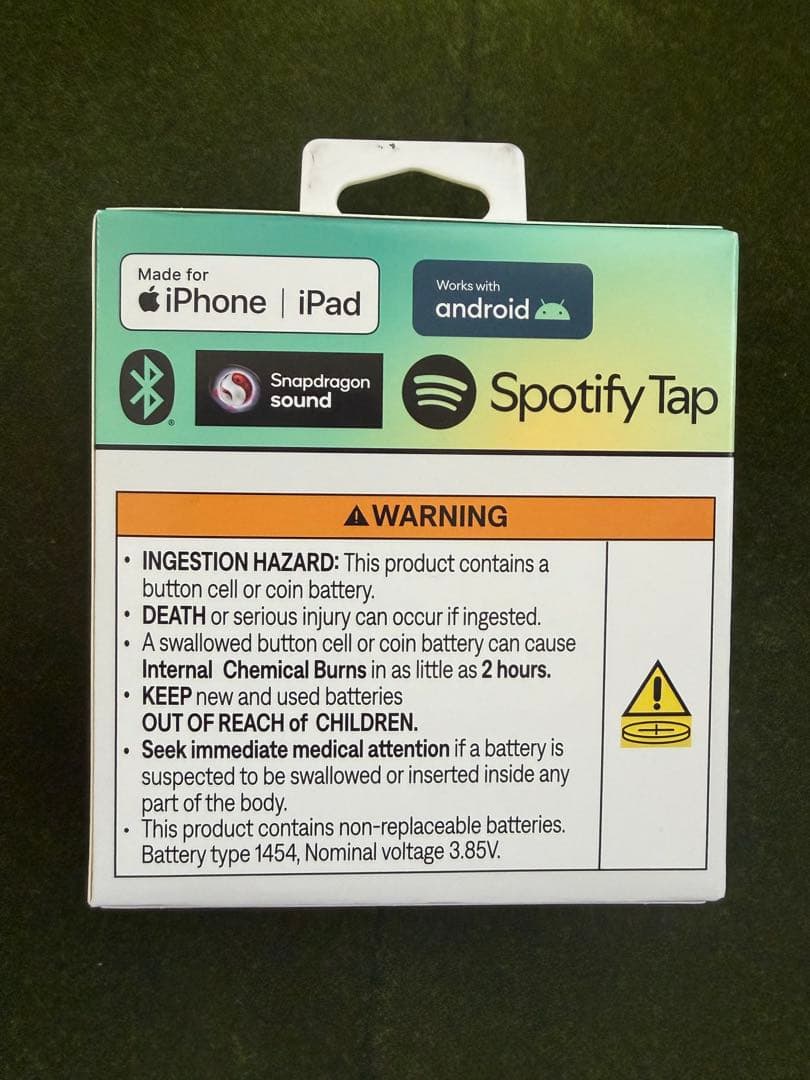 Made for
iPhone | iPad
Works with
android
Snapdragon
sound
Spotify Tap
WARNING
• INGESTION HAZARD: This product contains a
button cell or coin battery.
• DEATH or serious injury can occur if ingested.
• A swallowed button cell or coin battery can cause
Internal Chemical Burns in as little as 2 hours.
• KEEP new and used batteries
OUT OF REACH of CHILDREN.
• Seek immediate medical attention if a battery is
suspected to be swallowed or inserted inside any
part of the body.
• This product contains non-replaceable batteries.
Battery type 1454, Nominal voltage 3.85V.